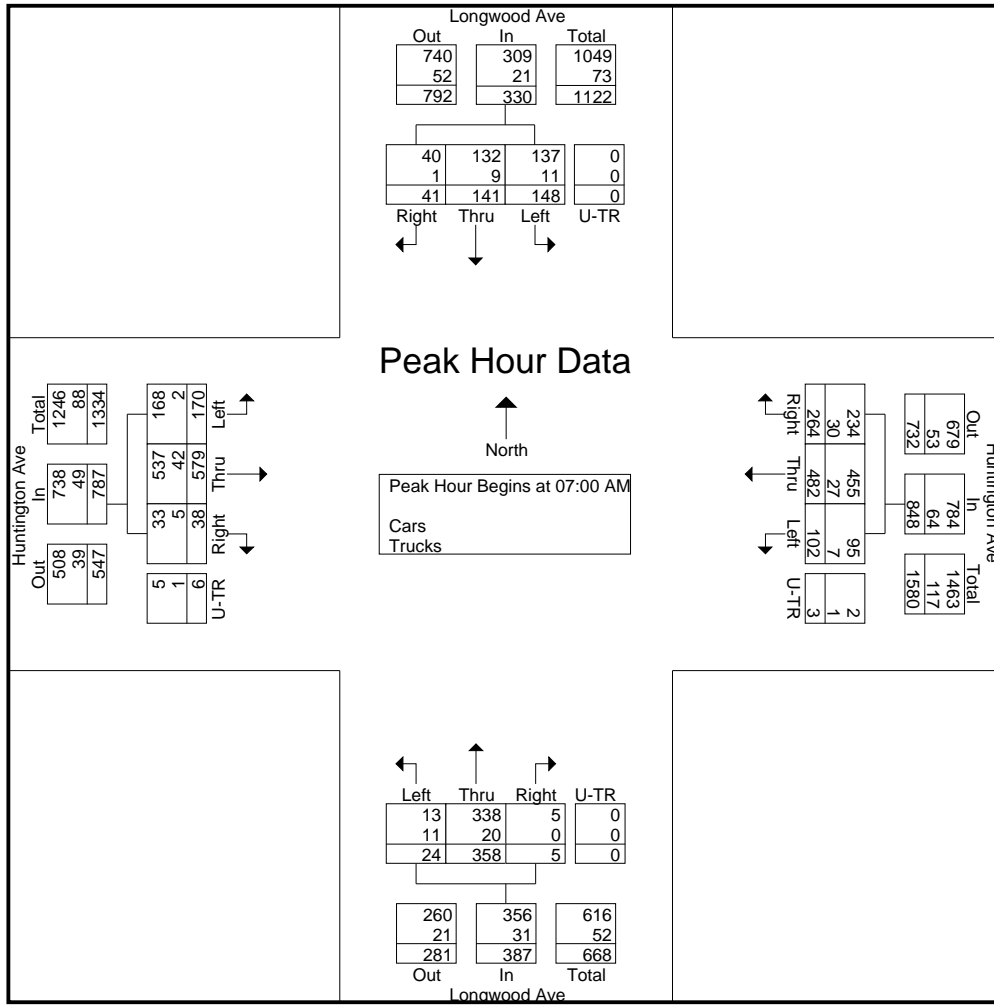 Longwood Ave
Out In Total
740 309 1049
52 21 73
792 330 1122
40 132 137 0
1 9 11 0
41 141 148 0
Right Thru Left U-TR
Peak Hour Data
North
Peak Hour Begins at 07:00 AM
Cars
Trucks
Huntington Ave
Out In Total
508 738 1246
39 49 88
547 787 1334
U-TR Right Thru Left
5 33 537 168
1 5 42 2
6 38 579 170
Huntington Ave
Out In Total
679 784 1463
53 64 117
732 848 1580
234 455 95 2
30 27 7 1
264 482 102 3
Right Thru Left U-TR
Left Thru Right U-TR
13 338 5 0
11 20 0 0
24 358 5 0
260 356 616
21 31 52
281 387 668
Out In Total
Longwood Ave